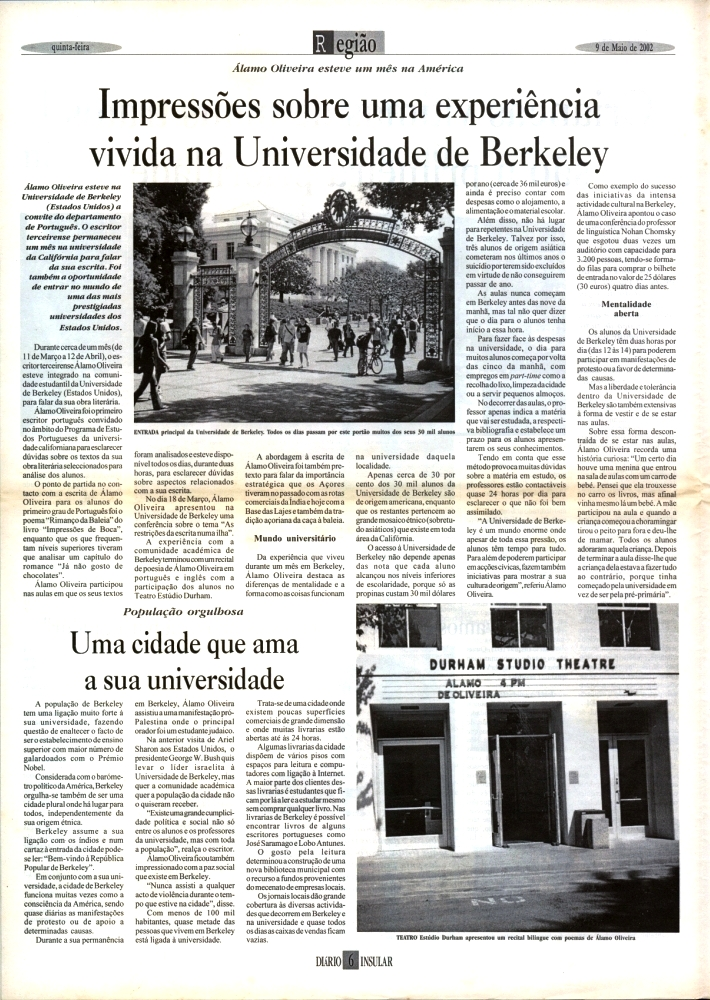 quinta-feira
Região
9 de Maio de 2002
Álamo Oliveira esteve um mês na América
Impressões sobre uma experiência
vivida na Universidade de Berkeley
Álamo Oliveira esteve na
Universidade de Berkeley
(Estados Unidos) a
convite do departamento
de Português. O escritor
terceirense permaneceu
um mês na universidade
da Califórnia para falar
da sua escrita. Foi
também a oportunidade
de entrar no mundo de
uma das mais
prestigiadas
universidades dos
Estados Unidos.
Durante cerca de um mês (de
11 de Março a 12 de Abril), o es-
critor terceirense Álamo Oliveira
esteve integrado na comuni-
dade estudantil da Universidade
de Berkeley (Estados Unidos),
para falar da sua obra literária.
Álamo Oliveira foi o primeiro
escritor português convidado
no âmbito do Programa de Estu-
dos Portugueses da universi-
dade californiana para esclarecer
dúvidas sobre os textos da sua
obra literária seleccionados para
análise dos alunos.
O ponto de partida no con-
tacto com a escrita de Álamo
Oliveira para os alunos do
primeiro grau de Português foi o
poema "Rimanço da Baleia" do
livro "Impressões de Boca",
enquanto os que frequen-
tam níveis superiores tiveram
que analisar um capítulo do
romance "Já não gosto de
chocolates".
Álamo Oliveira participou
nas aulas em que os seus textos
ENTRADA principal da Universidade de Berkeley. Todos os dias passam por este portão muitos dos seus 30 mil alunos
foram analisados e esteve dispo-
nível todos os dias, durante duas
horas, para esclarecer dúvidas
sobre aspectos relacionados
com a sua escrita.
No dia 18 de Março, Álamo
Oliveira apresentou na
Universidade de Berkeley uma
conferência sobre o tema "As
restrições da escrita numa ilha".
A experiência com a
comunidade académica de
Berkeley terminou com um recital
de poesia de Álamo Oliveira em
português e inglês com a
participação dos alunos no
Teatro Estúdio Durham.
A abordagem à escrita de
Álamo Oliveira foi também pre-
texto para falar da importância
estratégica que os Açores
tiveram no passado com as rotas
comerciais da Índia e hoje com a
Base das Lajes e também da tra-
dição açoriana da caça à baleia.
Mundo universitário
Da experiência que viveu
durante um mês em Berkeley,
Álamo Oliveira destaca as
diferenças de mentalidade e a
forma como as coisas funcionam
na universidade daquela
localidade.
Apenas cerca de 30 por
cento dos 30 mil alunos da
Universidade de Berkeley são
de origem americana, enquanto
que os restantes pertencem ao
grande mosaico étnico (sobretu-
do asiáticos) que existe em toda
área da Califórnia.
O acesso à Universidade de
Berkeley não depende apenas
das nota que cada aluno
alcançou nos níveis inferiores
de escolaridade, porque só as
propinas custam 30 mil dólares
por ano (cerca de 36 mil euros) e
ainda é preciso contar com
despesas como o alojamento, a
alimentação e o material escolar.
Além disso, não há lugar
para repetentes na Universidade
de Berkeley. Talvez por isso,
três alunos de origem asiática
cometeram nos últimos anos o
suicídio por terem sido excluídos
em virtude de não conseguirem
passar de ano.
As aulas nunca começam
em Berkeley antes das nove da
manhã, mas tal não quer dizer
que o dia para o alunos tenha
início a essa hora.
Para fazer face às despesas
na universidade, o dia para
muitos alunos começa por volta
das cinco da manhã, com
empregos em part-time como a
recolha do lixo, limpeza da cidade
ou a servir pequenos almoços.
No decorrer das aulas, o pro-
fessor apenas indica a matéria
que vai ser estudada, a respecti-
va bibliografia e estabelece um
prazo para os alunos apresen-
tarem os seus conhecimentos.
Tendo em conta que esse
método provoca muitas dúvidas
sobre a matéria em estudo, os
professores estão contactáveis
quase 24 horas por dia para
esclarecer o que não foi bem
assimilado.
"A Universidade de Berke-
ley é um mundo enorme onde
apesar de toda essa pressão, os
alunos têm tempo para tudo.
Para além de poderem participar
em acções cívicas, fazem também
iniciativas para mostrar a sua
cultura de origem", referiu Álamo
Oliveira.
Como exemplo do sucesso
das iniciativas da intensa
actividade cultural na Berkeley,
Álamo Oliveira apontou o caso
de uma conferência do professor
de linguística Nohan Chomsky
que esgotou duas vezes um
auditório com capacidade para
3.200 pessoas, tendo-se forma-
do filas para comprar o bilhete
de entrada no valor de 25 dólares
(30 euros) quatro dias antes.
Mentalidade
aberta
Os alunos da Universidade
de Berkeley têm duas horas por
dia (das 12 às 14) para poderem
participar em manifestações de
protesto ou a favor de determina-
das causas.
Mas a liberdade e tolerância
dentro da Universidade de
Berkeley são também extensivas
à forma de vestir e de se estar
nas aulas.
Sobre essa forma descon-
traída de se estar nas aulas,
Álamo Oliveira recorda uma
história curiosa: "Um certo dia
houve uma menina que entrou
na sala de aulas com um carro de
bebé. Pensei que ela trouxesse
no carro os livros, mas afinal
vinha mesmo lá um bebé. A mãe
participou na aula e quando a
criança começou a choramingar
tirou o peito para fora e deu-lhe
de mamar. Todos os alunos
adoraram aquela criança. Depois
de terminar a aula disse-lhe que
a criança dela estava a fazer tudo
ao contrário, porque tinha
começado pela universidade em
vez de ser pela pré-primária".
População orgulhosa
Uma cidade que ama
a sua universidade
A população de Berkeley
tem uma ligação muito forte à
sua universidade, fazendo
questão de enaltecer o facto de
ser o estabelecimento de ensino
superior com maior número de
galardoados com o Prémio
Nobel.
Considerada com o baróme-
tro político da América, Berkeley
orgulha-se também de ser uma
cidade plural onde há lugar para
todos, independentemente da
sua origem étnica.
Berkeley assume a sua
ligação com os índios e num
cartaz à entrada da cidade pode-
se ler: "Bem-vindo à República
Popular de Berkeley".
Em conjunto com a sua uni-
versidade, a cidade de Berkeley
funciona muitas vezes como a
consciência da América, sendo
quase diárias as manifestações
de protesto ou de apoio a
determinadas causas.
Durante a sua permanência
em Berkeley, Álamo Oliveira
assistiu a uma manifestação pró-
Palestina onde o principal
orador foi um estudante judaico.
Na anterior visita de Ariel
Sharon aos Estados Unidos, o
presidente George W. Bush quis
levar o líder israelita à
Universidade de Berkeley, mas
quer a comunidade académica
quer a população da cidade não
o quiseram receber.
"Existe uma grande cumplici-
dade política e social não só
entre os alunos e os professores
da universidade, mas com toda
a população", realça o escritor.
Álamo Oliveira ficou também
impressionado com a paz social
que existe em Berkeley.
"Nunca assisti a qualquer
acto de violência durante o tem-
po que estive na cidade", disse.
Com menos de 100 mil
habitantes, quase metade das
pessoas que vivem em Berkeley
está ligada à universidade.
Trata-se de uma cidade onde
existem poucas superfícies
comerciais de grande dimensão
e onde muitas livrarias estão
abertas até às 24 horas.
Algumas livrarias da cidade
dispõem de vários pisos com
espaços para leitura e compu-
tadores com ligação à Internet.
A maior parte dos clientes des-
sas livrarias é estudantes que fi-
cam por lá a ler e a estudar mesmo
sem comprar qualquer livro. Nas
livrarias de Berkeley é possível
encontrar livros de alguns
escritores portugueses como
José Saramago e Lobo Antunes.
O gosto pela leitura
determinou a construção de uma
nova biblioteca municipal com
o recurso a fundos provenientes
do mecenato de empresas locais.
Os jornais locais dão grande
cobertura às diversas activida-
des que decorrem em Berkeley e
na universidade e quase todos
os dias as caixas de vendas ficam
vazias.
DURHAM STUDIO THEATRE
ALAMO 4 PM
DE OLIVEIRA
TEATRO Estúdio Durham apresentou um recital bilingue com poemas de Álamo Oliveira
DIÁRIO 6 INSULAR